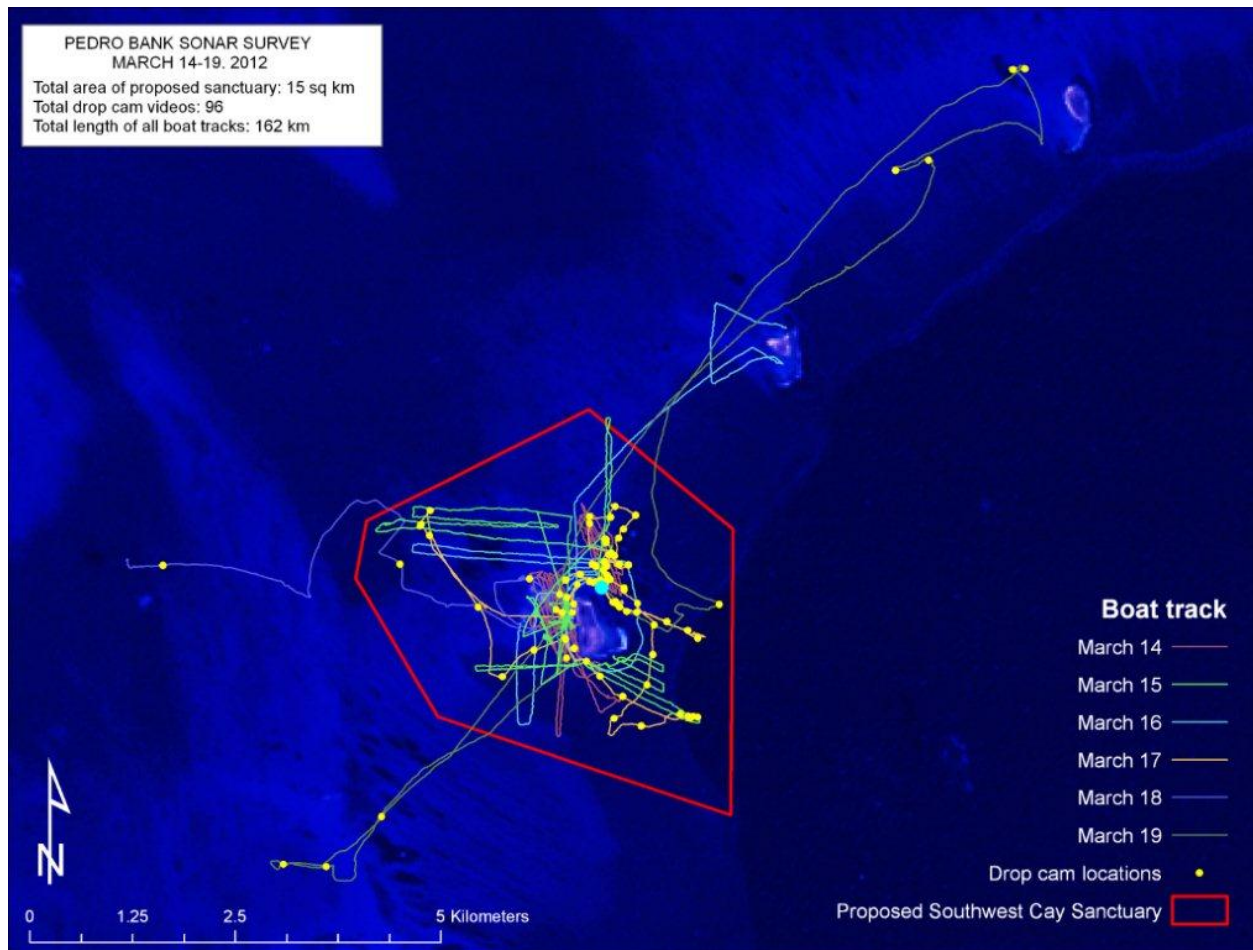 PEDRO BANK SONAR SURVEY
MARCH 14-19. 2012
Total area of proposed sanctuary: 15 sq km
Total drop cam videos: 96
Total length of all boat tracks: 162 km
Boat track
March 14
March 15
March 16
March 17
March 18
March 19
Drop cam locations
Proposed Southwest Cay Sanctuary
N
0 1.25 2.5 5 Kilometers